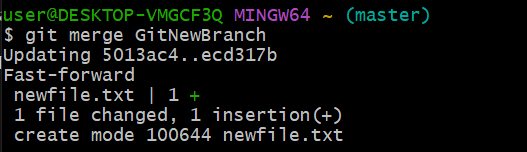 user@DESKTOP-VMGCF3Q MINGW64 ~ (master)
$ git merge GitNewBranch
Updating 5013ac4..ecd317b
Fast-forward
 newfile.txt | 1 +
 1 file changed, 1 insertion(+)
 create mode 100644 newfile.txt